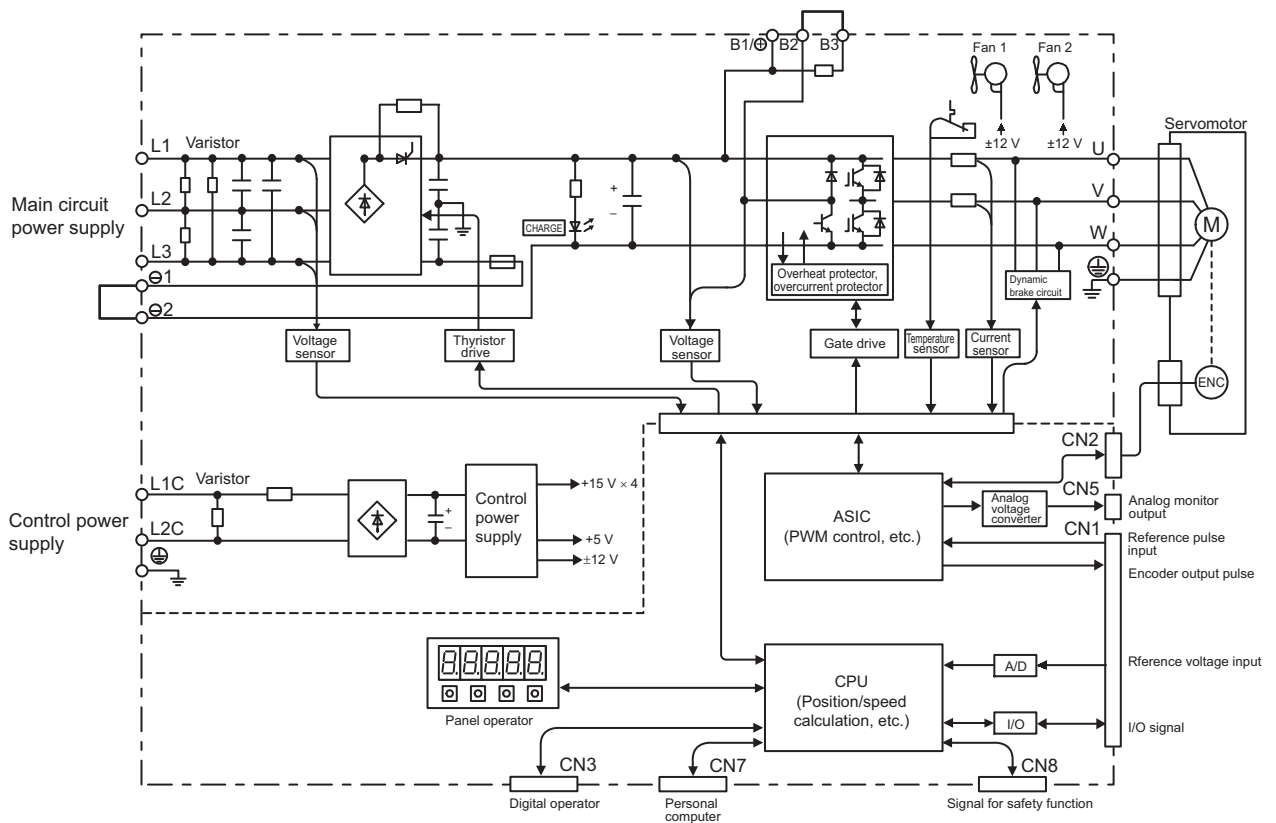 B1/⊕ B2 B3
Fan 1 Fan 2
±12 V ±12 V
Servomotor
Main circuit
power supply
L1 Varistor
L2
L3
⊖1
⊖2
+
–
CHARGE
U
V
W
M
ENC
Overheat protector,
overcurrent protector
Dynamic
brake circuit
Voltage
sensor
Thyristor
drive
Voltage
sensor
Gate drive
Temperature
sensor
Current
sensor
Control power
supply
L1C Varistor
L2C
+
–
Control
power
supply
+15 V × 4
+5 V
±12 V
ASIC
(PWM control, etc.)
Analog
voltage
converter
CN2
CN5
Analog monitor
output
CN1
Reference pulse
input
Encoder output pulse
CPU
(Position/speed
calculation, etc.)
A/D
Rference voltage input
I/O
I/O signal
8.8.8.8.8.
Panel operator
CN3
Digital operator
CN7
Personal
computer
CN8
Signal for safety function